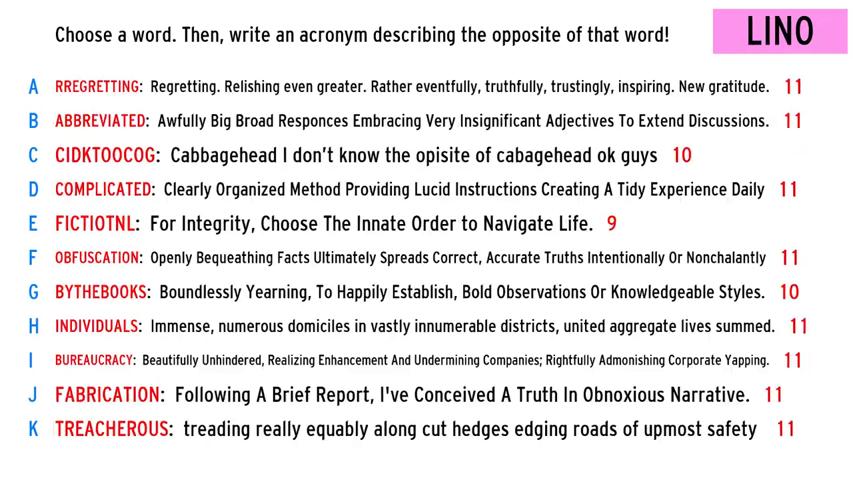 Choose a word. Then, write an acronym describing the opposite of that word!
LINO
A RREGRETTING: Regretting. Relishing even greater. Rather eventfully, truthfully, trustingly, inspiring. New gratitude. 11
B ABBREVIATED: Awfully Big Broad Responces Embracing Very Insignificant Adjectives To Extend Discussions. 11
C CIDKTOOCOG: Cabbagehead I don't know the opisite of cabagehead ok guys 10
D COMPLICATED: Clearly Organized Method Providing Lucid Instructions Creating A Tidy Experience Daily 11
E FICTIOTNL: For Integrity, Choose The Innate Order to Navigate Life. 9
F OBFUSCATION: Openly Bequeathing Facts Ultimately Spreads Correct, Accurate Truths Intentionally Or Nonchalantly 11
G BYTHEBOOKS: Boundlessly Yearning, To Happily Establish, Bold Observations Or Knowledgeable Styles. 10
H INDIVIDUALS: Immense, numerous domiciles in vastly innumerable districts, united aggregate lives summed. 11
I BUREAUCRACY: Beautifully Unhindered, Realizing Enhancement And Undermining Companies; Rightfully Admonishing Corporate Yapping. 11
J FABRICATION: Following A Brief Report, I've Conceived A Truth In Obnoxious Narrative. 11
K TREACHEROUS: treading really equably along cut hedges edging roads of upmost safety 11